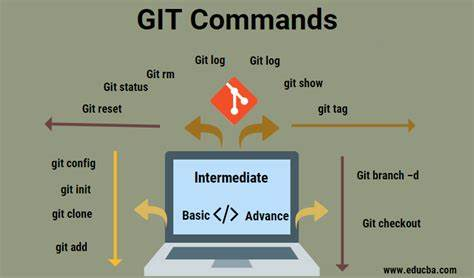 GIT Commands
Git log
Git log
Git rm
git show
Git status
Git reset
git tag
git config
git init
git clone
git add
Intermediate
Basic </> Advance
Git branch –d
Git checkout
www.educba.com